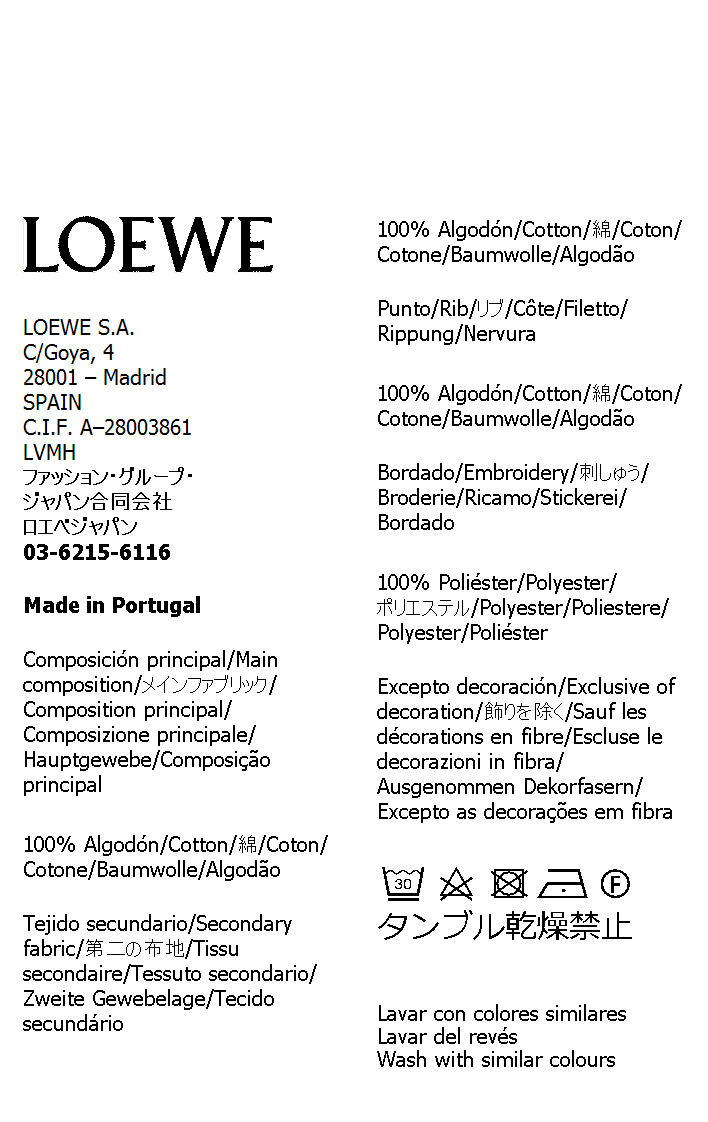 LOEWE
LOEWE S.A.
C/Goya, 4
28001 – Madrid
SPAIN
C.I.F. A–28003861
LVMH
ファッション・グループ・
ジャパン合同会社
ロエベジャパン
03-6215-6116
Made in Portugal
Composición principal/Main
composition/メインファブリック/
Composition principal/
Composizione principale/
Hauptgewebe/Composição
principal
100% Algodón/Cotton/綿/Coton/
Cotone/Baumwolle/Algodão
Tejido secundario/Secondary
fabric/第二の布地/Tissu
secondaire/Tessuto secondario/
Zweite Gewebelage/Tecido
secundário
100% Algodón/Cotton/綿/Coton/
Cotone/Baumwolle/Algodão
Punto/Rib/リブ/Côte/Filetto/
Rippung/Nervura
100% Algodón/Cotton/綿/Coton/
Cotone/Baumwolle/Algodão
Bordado/Embroidery/刺しゅう/
Broderie/Ricamo/Stickerei/
Bordado
100% Poliéster/Polyester/
ポリエステル/Polyester/Poliestere/
Polyester/Poliéster
Excepto decoración/Exclusive of
decoration/飾りを除く/Sauf les
décorations en fibre/Escluse le
decorazioni in fibra/
Ausgenommen Dekorfasern/
Excepto as decorações em fibra
30 F
タンブル乾燥禁止
Lavar con colores similares
Lavar del revés
Wash with similar colours